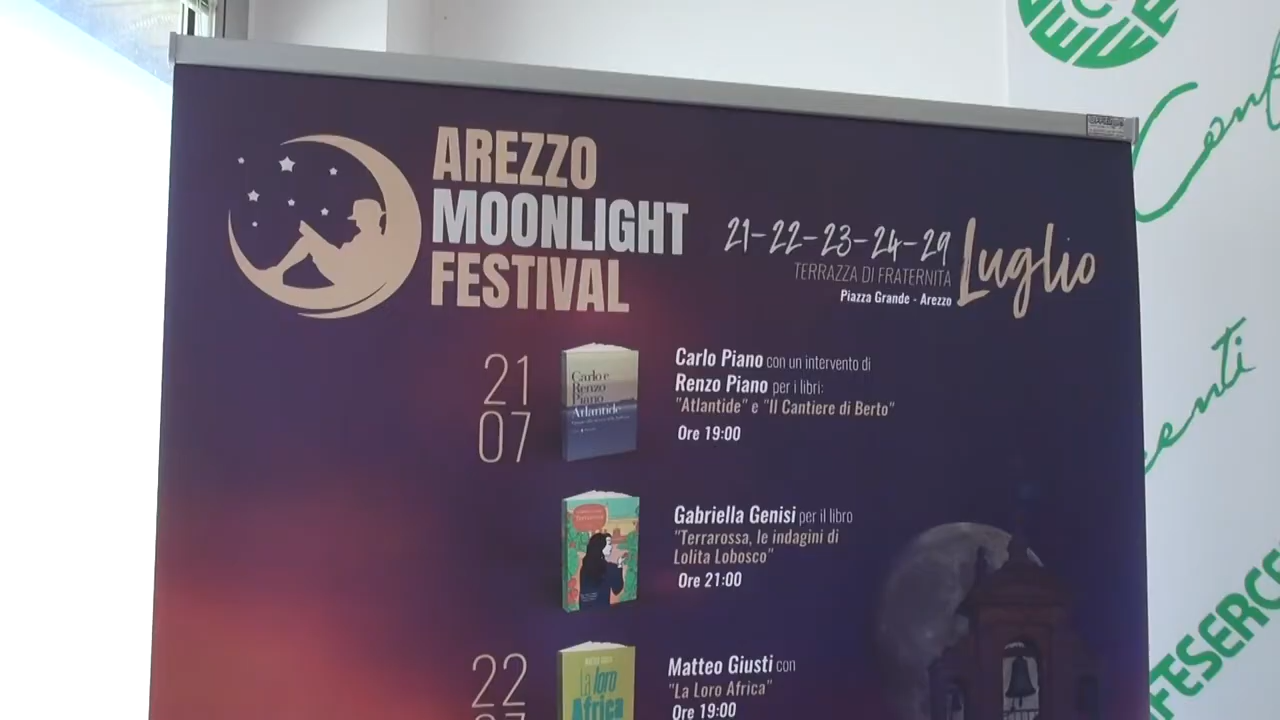 AREZZO
MOONLIGHT
FESTIVAL
21-22-23-24-29 Luglio
TERRAZZA DI FRATERNITA
Piazza Grande - Arezzo
21
07
Carlo e
Renzo
Piano
Atlantide
Carlo Piano con un intervento di
Renzo Piano per i libri:
"Atlantide" e "Il Cantiere di Berto"
Ore 19:00
Gabriella Genisi per il libro
"Terrarossa, le indagini di
Lolita Lobosco"
Ore 21:00
22
07
la loro
Africa
Matteo Giusti con
"La Loro Africa"
Ore 19:00
FESERCE